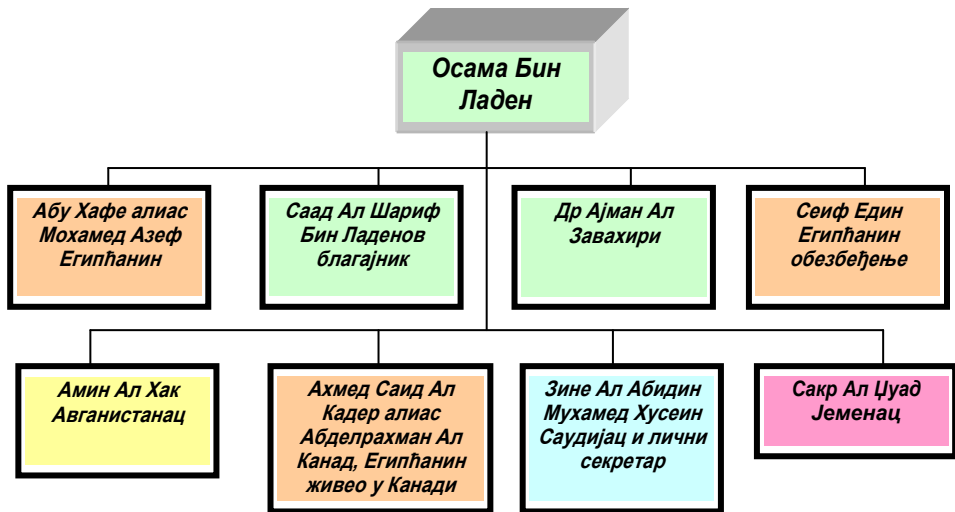 Осама Бин
Ладен
Абу Хафе алиас
Мохамед Азеф
Египћанин
Саад Ал Шариф
Бин Ладенов
благајник
Др Ајман Ал
Завахири
Сеиф Един
Египћанин
обезбеђење
Амин Ал Хак
Авганистанац
Ахмед Саид Ал
Кадер алиас
Абделрахман Ал
Канад, Египћанин
живео у Канади
Зине Ал Абидин
Мухамед Хусеин
Саудијац и лични
секретар
Сакр Ал Џуад
Јеменац